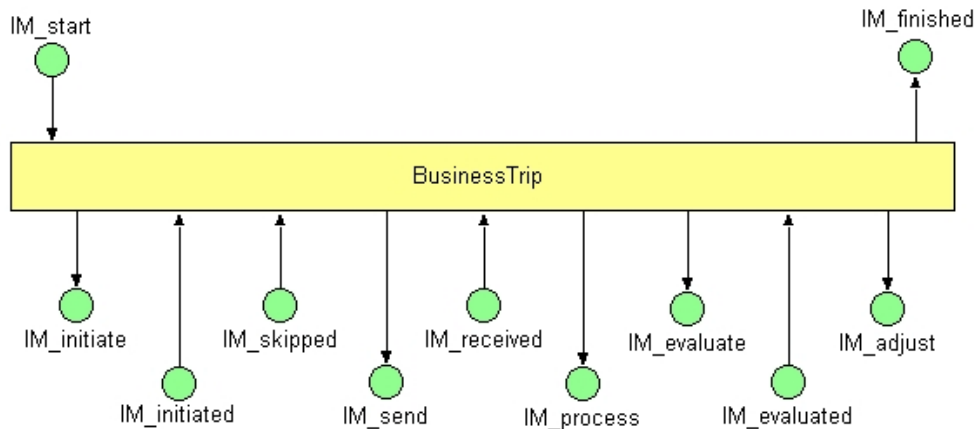 IM_start
IM_finished
BusinessTrip
IM_initiate
IM_skipped
IM_received
IM_evaluate
IM_adjust
IM_initiated
IM_send
IM_process
IM_evaluated